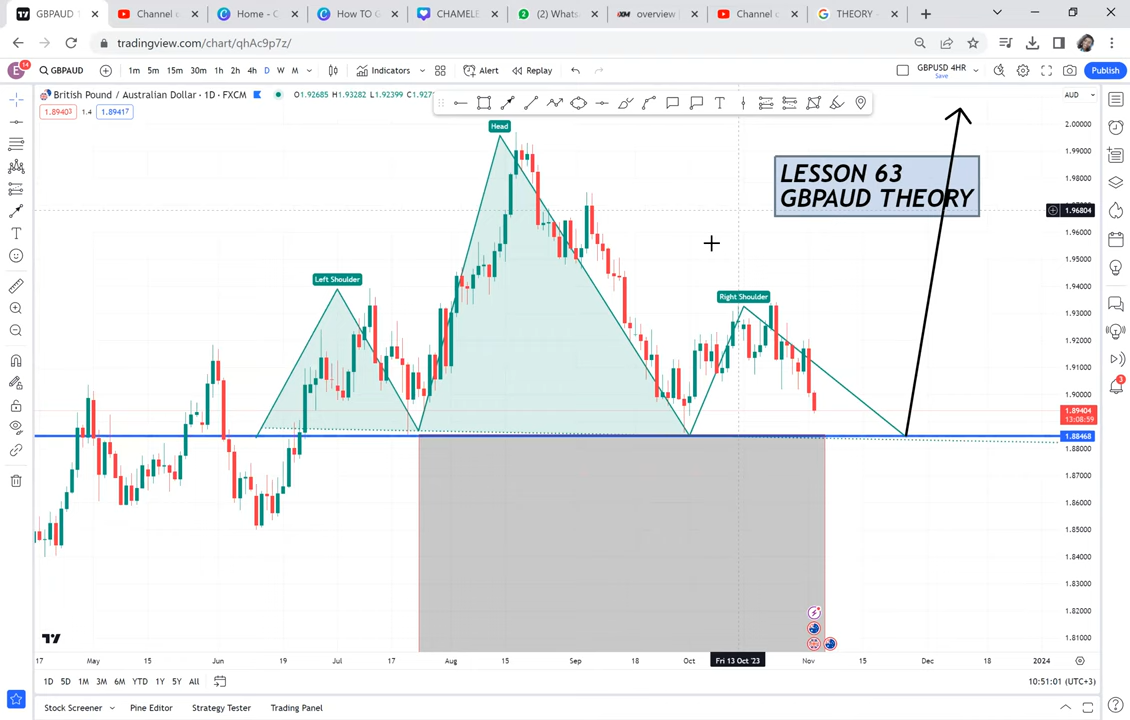 GBPAUD 1
Channel c
Home - C
How TO G
CHAMELE
(2) Whats
overview
Channel c
THEORY
tradingview.com/chart/qhAc9p7z/
E 14 GBPAUD 1m 5m 15m 30m 1h 2h 4h D W M Indicators Alert Replay GBPUSD 4HR Save Publish
British Pound / Australian Dollar · 1D · FXCM O1.92685 H1.93282 L1.92399 AUD
1.89403 1.4 1.89417
Head
Left Shoulder
Right Shoulder
LESSON 63
GBPAUD THEORY
2.00000
1.99000
1.98000
1.96804
1.96000
1.95000
1.94000
1.93000
1.92000
1.91000
1.90000
1.89404
13:08:59
1.88468
1.88000
1.87000
1.86000
1.85000
1.84000
1.83000
1.82000
1.81000
3
17 May 15 Jun 19 Jul 17 Aug 15 Sep 18 Oct Fri 13 Oct '23 Nov 15 Dec 18 2024
1D 5D 1M 3M 6M YTD 1Y 5Y All 10:51:01 (UTC+3)
Stock Screener Pine Editor Strategy Tester Trading Panel